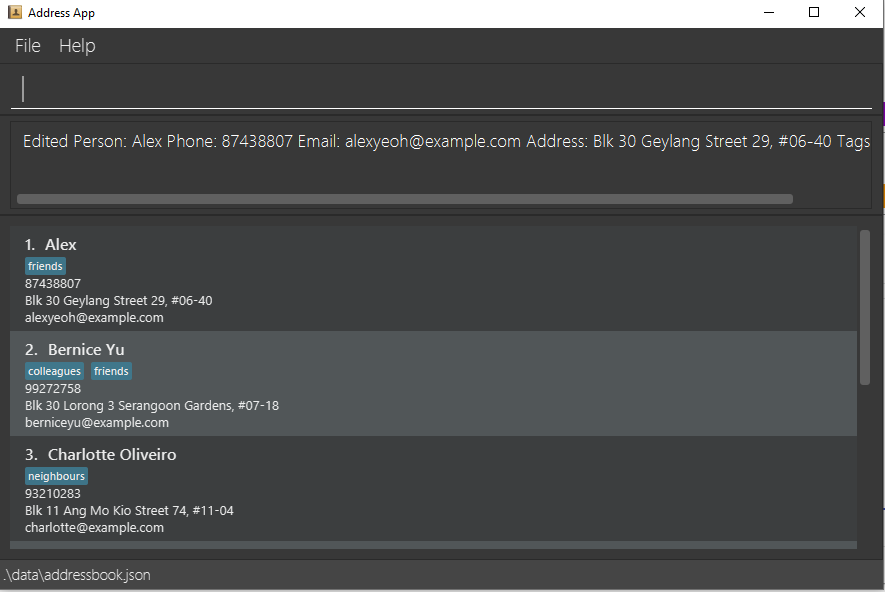 Address App
File Help
Edited Person: Alex Phone: 87438807 Email: alexyeoh@example.com Address: Blk 30 Geylang Street 29, #06-40 Tags
1. Alex
friends
87438807
Blk 30 Geylang Street 29, #06-40
alexyeoh@example.com
2. Bernice Yu
colleagues friends
99272758
Blk 30 Lorong 3 Serangoon Gardens, #07-18
berniceyu@example.com
3. Charlotte Oliveiro
neighbours
93210283
Blk 11 Ang Mo Kio Street 74, #11-04
charlotte@example.com
.\data\addressbook.json